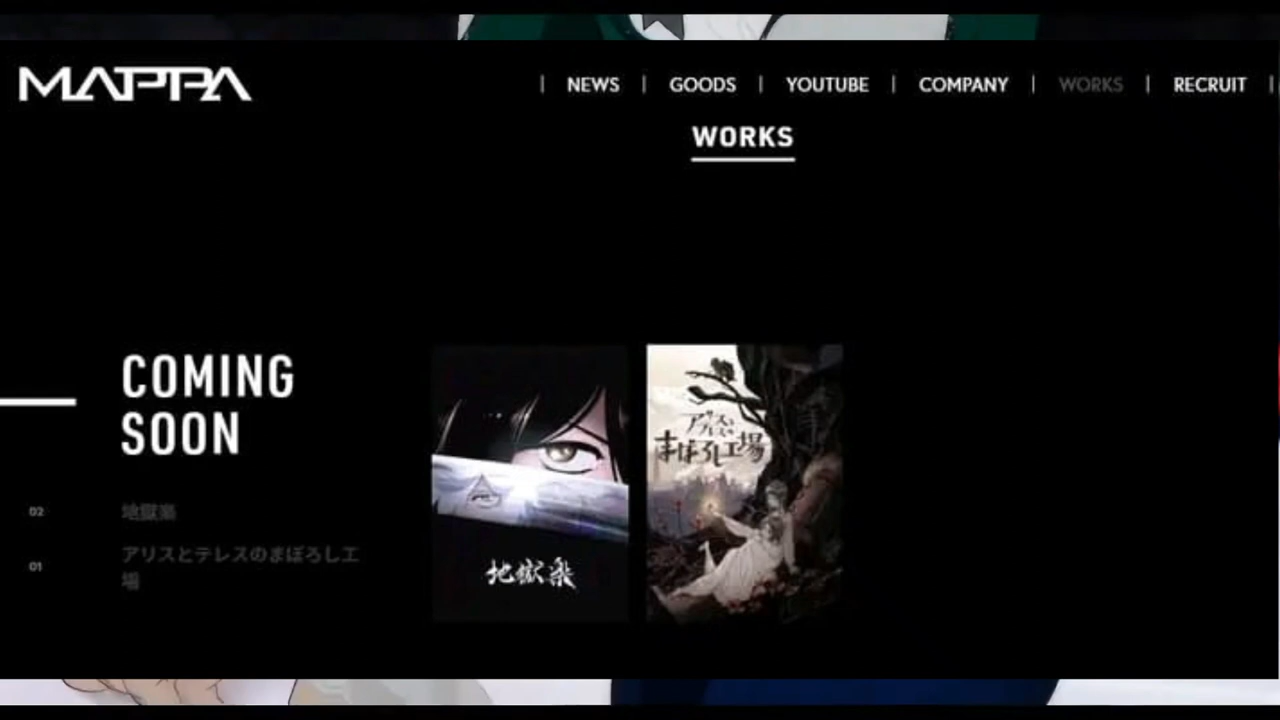 MAPPA
| NEWS | GOODS | YOUTUBE | COMPANY | WORKS | RECRUIT |
WORKS
COMING
SOON
02 地獄楽
01 アリスとテレスのまぼろし工
場
地獄楽
アリスと
テレスの
まぼろし工場